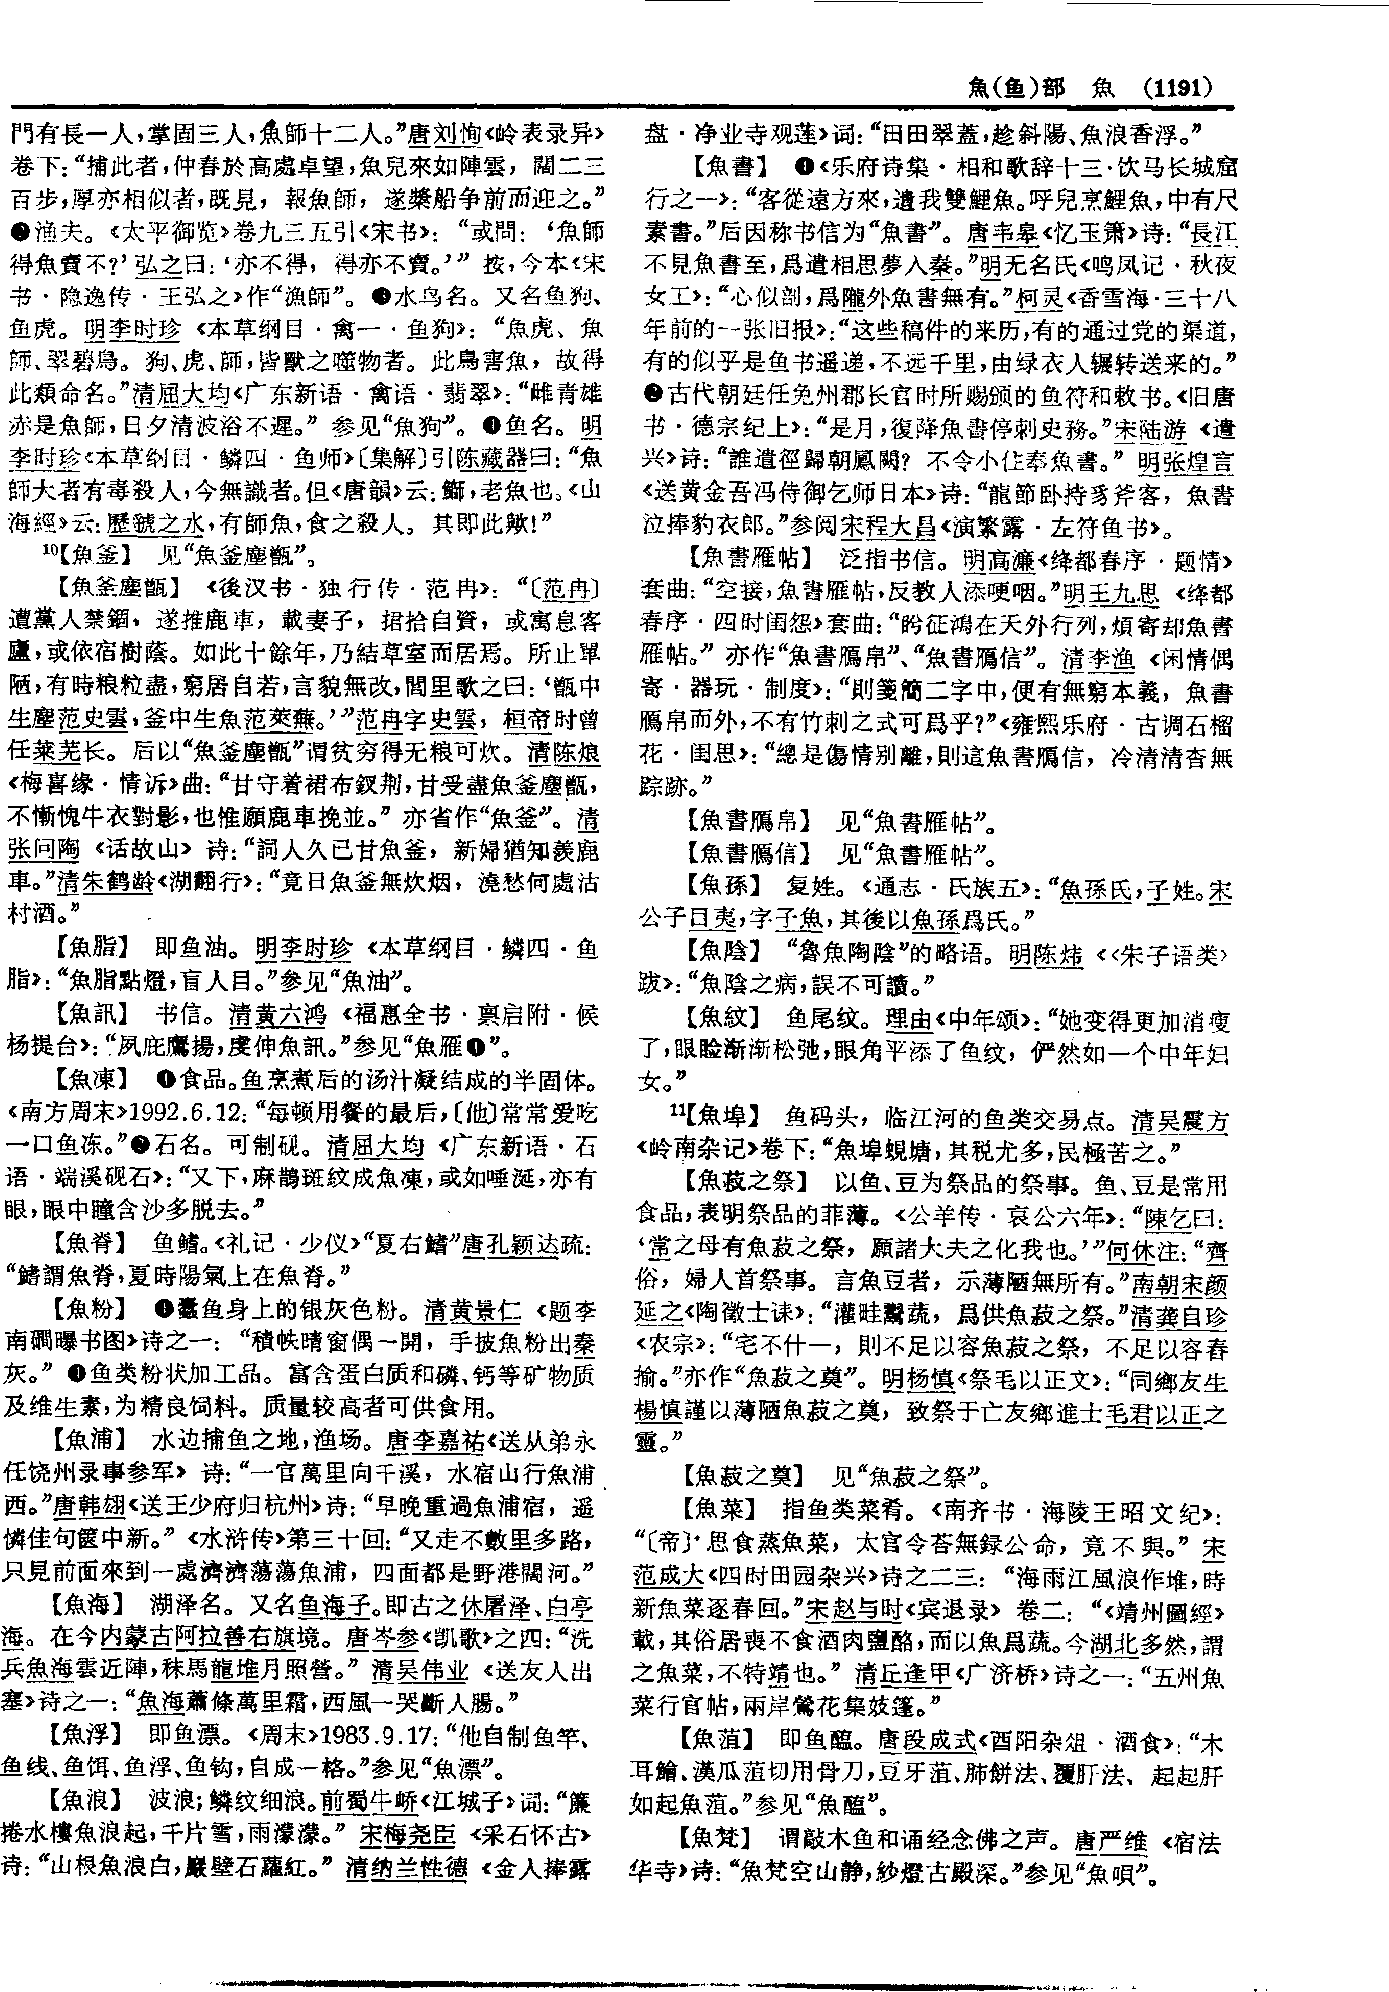 魚(鱼)部　魚　(1191)
門有長一人，掌固三人，魚師十二人。”唐刘恂《岭表录异》
卷下：“捕此者，仲春於高處卓望，魚兒來如陣雲，闊二三
百步，厚亦相似者，既見，報魚師，遂槳船争前而迎之。”
❷渔夫。《太平御览》卷九三五引《宋书》：“或問：‘魚師
得魚賣不？’弘之曰：‘亦不得，得亦不賣。’”按，今本《宋
书·隐逸传·王弘之》作“漁師”。❸水鸟名。又名鱼狗、
鱼虎。明李时珍《本草纲目·禽一·鱼狗》：“魚虎、魚
師、翠碧鳥。狗、虎、師，皆獸之噬物者。此鳥害魚，故得
此類命名。”清屈大均《广东新语·禽语·翡翠》：“雌青雄
赤是魚師，日夕清波浴不遲。”参见“魚狗”。❹鱼名。明
李时珍《本草纲目·鳞四·鱼师》〔集解〕引陈藏器曰：“魚
師大者有毒殺人，今無識者。但《唐韻》云：鰤，老魚也。《山
海經》云：歷虢之水，有師魚，食之殺人。其即此歟！”
¹⁰【魚釜】　见“魚釜塵甑”。
【魚釜塵甑】　《後汉书·独行传·范冉》：“〔范冉〕
遭黨人禁錮，遂推鹿車，載妻子，捃拾自資，或寓息客
廬，或依宿樹蔭。如此十餘年，乃結草室而居焉。所止單
陋，有時粮粒盡，窮居自若，言貌無改，閭里歌之曰：‘甑中
生塵范史雲，釜中生魚范萊蕪。’”范冉字史雲，桓帝时曾
任莱芜长。后以“魚釜塵甑”谓贫穷得无粮可炊。清陈烺
《梅喜缘·情诉》曲：“甘守着裙布釵荆，甘受盡魚釜塵甑，
不慚愧牛衣對影，也惟願鹿車挽並。”亦省作“魚釜”。清
张问陶《话故山》诗：“詞人久已甘魚釜，新婦猶知羨鹿
車。”清朱鹤龄《湖翻行》：“竟日魚釜無炊烟，澆愁何處沽
村酒。”
【魚脂】　即鱼油。明李时珍《本草纲目·鳞四·鱼
脂》：“魚脂點燈，盲人目。”参见“魚油”。
【魚訊】　书信。清黄六鸿《福惠全书·禀启附·候
杨提台》：“夙庇鷹揚，虔伸魚訊。”参见“魚雁❶”。
【魚凍】　❶食品。鱼烹煮后的汤汁凝结成的半固体。
《南方周末》1992.6.12：“每顿用餐的最后，〔他〕常常爱吃
一口鱼冻。”❷石名。可制砚。清屈大均《广东新语·石
语·端溪砚石》：“又下，麻鵲斑紋成魚凍，或如唾涎，亦有
眼，眼中瞳含沙多脱去。”
【魚脊】　鱼鳍。《礼记·少仪》“夏右鳍”唐孔颖达疏：
“鳍謂魚脊，夏時陽氣上在魚脊。”
【魚粉】　❶蠹鱼身上的银灰色粉。清黄景仁《题李
南磵曝书图》诗之一：“積帙晴窗偶一開，手披魚粉出秦
灰。”❷鱼类粉状加工品。富含蛋白质和磷、钙等矿物质
及维生素，为精良饲料。质量较高者可供食用。
【魚浦】　水边捕鱼之地，渔场。唐李嘉祐《送从弟永
任饶州录事参军》诗：“一官萬里向千溪，水宿山行魚浦
西。”唐韩翃《送王少府归杭州》诗：“早晚重過魚浦宿，遥
憐佳句篋中新。”《水浒传》第三十回：“又走不數里多路，
只見前面來到一處濟濟蕩蕩魚浦，四面都是野港闊河。”
【魚海】　湖泽名。又名鱼海子。即古之休屠泽、白亭
海。在今内蒙古阿拉善右旗境。唐岑参《凯歌》之四：“洗
兵魚海雲近陣，秣馬龍堆月照營。”清吴伟业《送友人出
塞》诗之一：“魚海蕭條萬里霜，西風一哭斷人腸。”
【魚浮】　即鱼漂。《周末》1983.9.17：“他自制鱼竿、
鱼线、鱼饵、鱼浮、鱼钩，自成一格。”参见“魚漂”。
【魚浪】　波浪；鳞纹细浪。前蜀牛峤《江城子》词：“簾
捲水樓魚浪起，千片雪，雨濛濛。”宋梅尧臣《采石怀古》
诗：“山根魚浪白，巖壁石蘿紅。”清纳兰性德《金人捧露
盘·净业寺观莲》词：“田田翠蓋，趁斜陽、魚浪香浮。”
【魚書】　❶《乐府诗集·相和歌辞十三·饮马长城窟
行之一》：“客從遠方來，遺我雙鯉魚。呼兒烹鯉魚，中有尺
素書。”后因称书信为“魚書”。唐韦皋《忆玉箫》诗：“長江
不見魚書至，爲遣相思夢入秦。”明无名氏《鸣凤记·秋夜
女工》：“心似剖，爲隴外魚書無有。”柯灵《香雪海·三十八
年前的一张旧报》：“这些稿件的来历，有的通过党的渠道，
有的似乎是鱼书遥递，不远千里，由绿衣人辗转送来的。”
❷古代朝廷任免州郡长官时所赐颁的鱼符和敕书。《旧唐
书·德宗纪上》：“是月，復降魚書停刺史務。”宋陆游《遣
兴》诗：“誰遣徑歸朝鳳闕？不令小住奉魚書。”明张煌言
《送黄金吾冯侍御乞师日本》诗：“龍節卧持豸斧客，魚書
泣捧豹衣郎。”参阅宋程大昌《演繁露·左符鱼书》。
【魚書雁帖】　泛指书信。明高濂《绛都春序·题情》
套曲：“空接，魚書雁帖，反教人添哽咽。”明王九思《绛都
春序·四时闺怨》套曲：“盻征鴻在天外行列，煩寄却魚書
雁帖。”亦作“魚書鴈帛”、“魚書鴈信”。清李渔《闲情偶
寄·器玩·制度》：“則箋簡二字中，便有無窮本義，魚書
鴈帛而外，不有竹刺之式可爲乎？”《雍熙乐府·古调石榴
花·闺思》：“總是傷情别離，則這魚書鴈信，冷清清杳無
踪跡。”
【魚書鴈帛】　见“魚書雁帖”。
【魚書鴈信】　见“魚書雁帖”。
【魚孫】　复姓。《通志·氏族五》：“魚孫氏，子姓。宋
公子目夷，字子魚，其後以魚孫爲氏。”
【魚陰】　“魯魚陶陰”的略语。明陈炜《〈朱子语类〉
跋》：“魚陰之病，誤不可讀。”
【魚紋】　鱼尾纹。理由《中年颂》：“她变得更加消瘦
了，眼睑渐渐松弛，眼角平添了鱼纹，俨然如一个中年妇
女。”
¹¹【魚埠】　鱼码头，临江河的鱼类交易点。清吴震方
《岭南杂记》卷下：“魚埠蜆塘，其税尤多，民極苦之。”
【魚菽之祭】　以鱼、豆为祭品的祭事。鱼、豆是常用
食品，表明祭品的菲薄。《公羊传·哀公六年》：“陳乞曰：
‘常之母有魚菽之祭，願諸大夫之化我也。’”何休注：“齊
俗，婦人首祭事。言魚豆者，示薄陋無所有。”南朝宋颜
延之《陶徵士诔》：“灌畦鬻蔬，爲供魚菽之祭。”清龚自珍
《农宗》：“宅不什一，則不足以容魚菽之祭，不足以容舂
揄。”亦作“魚菽之奠”。明杨慎《祭毛以正文》：“同鄉友生
楊慎謹以薄陋魚菽之奠，致祭于亡友鄉進士毛君以正之
靈。”
【魚菽之奠】　见“魚菽之祭”。
【魚菜】　指鱼类菜肴。《南齐书·海陵王昭文纪》：
“〔帝〕思食蒸魚菜，太官令荅無録公命，竟不與。”宋
范成大《四时田园杂兴》诗之二三：“海雨江風浪作堆，時
新魚菜逐春回。”宋赵与时《宾退录》卷二：“《靖州圖經》
載，其俗居喪不食酒肉鹽酪，而以魚爲蔬。今湖北多然，謂
之魚菜，不特靖也。”清丘逢甲《广济桥》诗之一：“五州魚
菜行官帖，兩岸鶯花集妓篷。”
【魚菹】　即鱼醢。唐段成式《酉阳杂俎·酒食》：“木
耳鱠、漢瓜菹切用骨刀，豆牙菹、肺餅法、覆肝法、起起肝
如起魚菹。”参见“魚醢”。
【魚梵】　谓敲木鱼和诵经念佛之声。唐严维《宿法
华寺》诗：“魚梵空山静，紗燈古殿深。”参见“魚唄”。